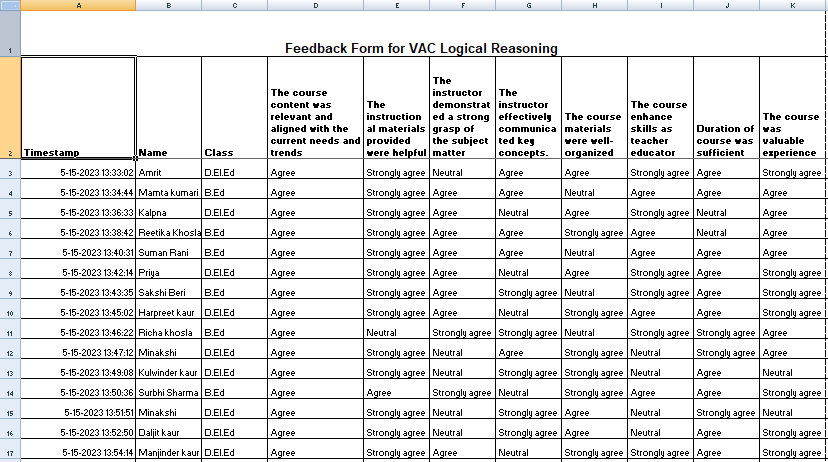 A B C D E F G H I J K
1 Feedback Form for VAC Logical Reasoning
2 Timestamp Name Class The course content was relevant and aligned with the current needs and trends The instruction al materials provided were helpful The instructor demonstrat ed a strong grasp of the subject matter The instructor effectively communica ted key concepts. The course materials were well- organized The course enhance skills as teacher educator Duration of course was sufficient The course was valuable experience
3 5-15-2023 13:33:02 Amrit D.El.Ed Agree Strongly agree Neutral Agree Agree Strongly agree Agree Strongly agree
4 5-15-2023 13:34:44 Mamta kumari B.Ed Agree Strongly agree Agree Agree Neutral Agree Agree Agree
5 5-15-2023 13:36:33 Kalpna D.El.Ed Agree Strongly agree Agree Neutral Agree Strongly agree Neutral Agree
6 5-15-2023 13:38:42 Reetika Khosla B.Ed Agree Strongly agree Agree Agree Strongly agree Agree Neutral Agree
7 5-15-2023 13:40:31 Suman Rani B.Ed Agree Strongly agree Agree Agree Neutral Agree Agree Agree
8 5-15-2023 13:42:14 Priya D.El.Ed Agree Strongly agree Agree Neutral Agree Strongly agree Agree Strongly agree
9 5-15-2023 13:43:35 Sakshi Beri B.Ed Agree Strongly agree Agree Strongly agree Neutral Strongly agree Agree Strongly agree
10 5-15-2023 13:45:02 Harpreet kaur D.El.Ed Agree Strongly agree Agree Neutral Strongly agree Agree Agree Strongly agree
11 5-15-2023 13:46:22 Richa khosla B.Ed Agree Neutral Strongly agree Strongly agree Neutral Agree Strongly agree Agree
12 5-15-2023 13:47:12 Minakshi D.El.Ed Agree Strongly agree Neutral Agree Strongly agree Neutral Strongly agree Agree
13 5-15-2023 13:49:08 Kulwinder kaur D.El.Ed Agree Strongly agree Neutral Strongly agree Strongly agree Neutral Agree Neutral
14 5-15-2023 13:50:36 Surbhi Sharma B.Ed Agree Agree Strongly agree Neutral Strongly agree Neutral Agree Strongly agree
15 5-15-2023 13:51:51 Minakshi D.El.Ed Agree Strongly agree Neutral Strongly agree Agree Neutral Strongly agree Neutral
16 5-15-2023 13:52:50 Daljit kaur D.El.Ed Agree Strongly agree Neutral Strongly agree Agree Neutral Agree Strongly agree
17 5-15-2023 13:54:14 Manjinder kaur D.El.Ed Agree Strongly agree Agree Neutral Strongly agree Strongly agree Agree Strongly agree